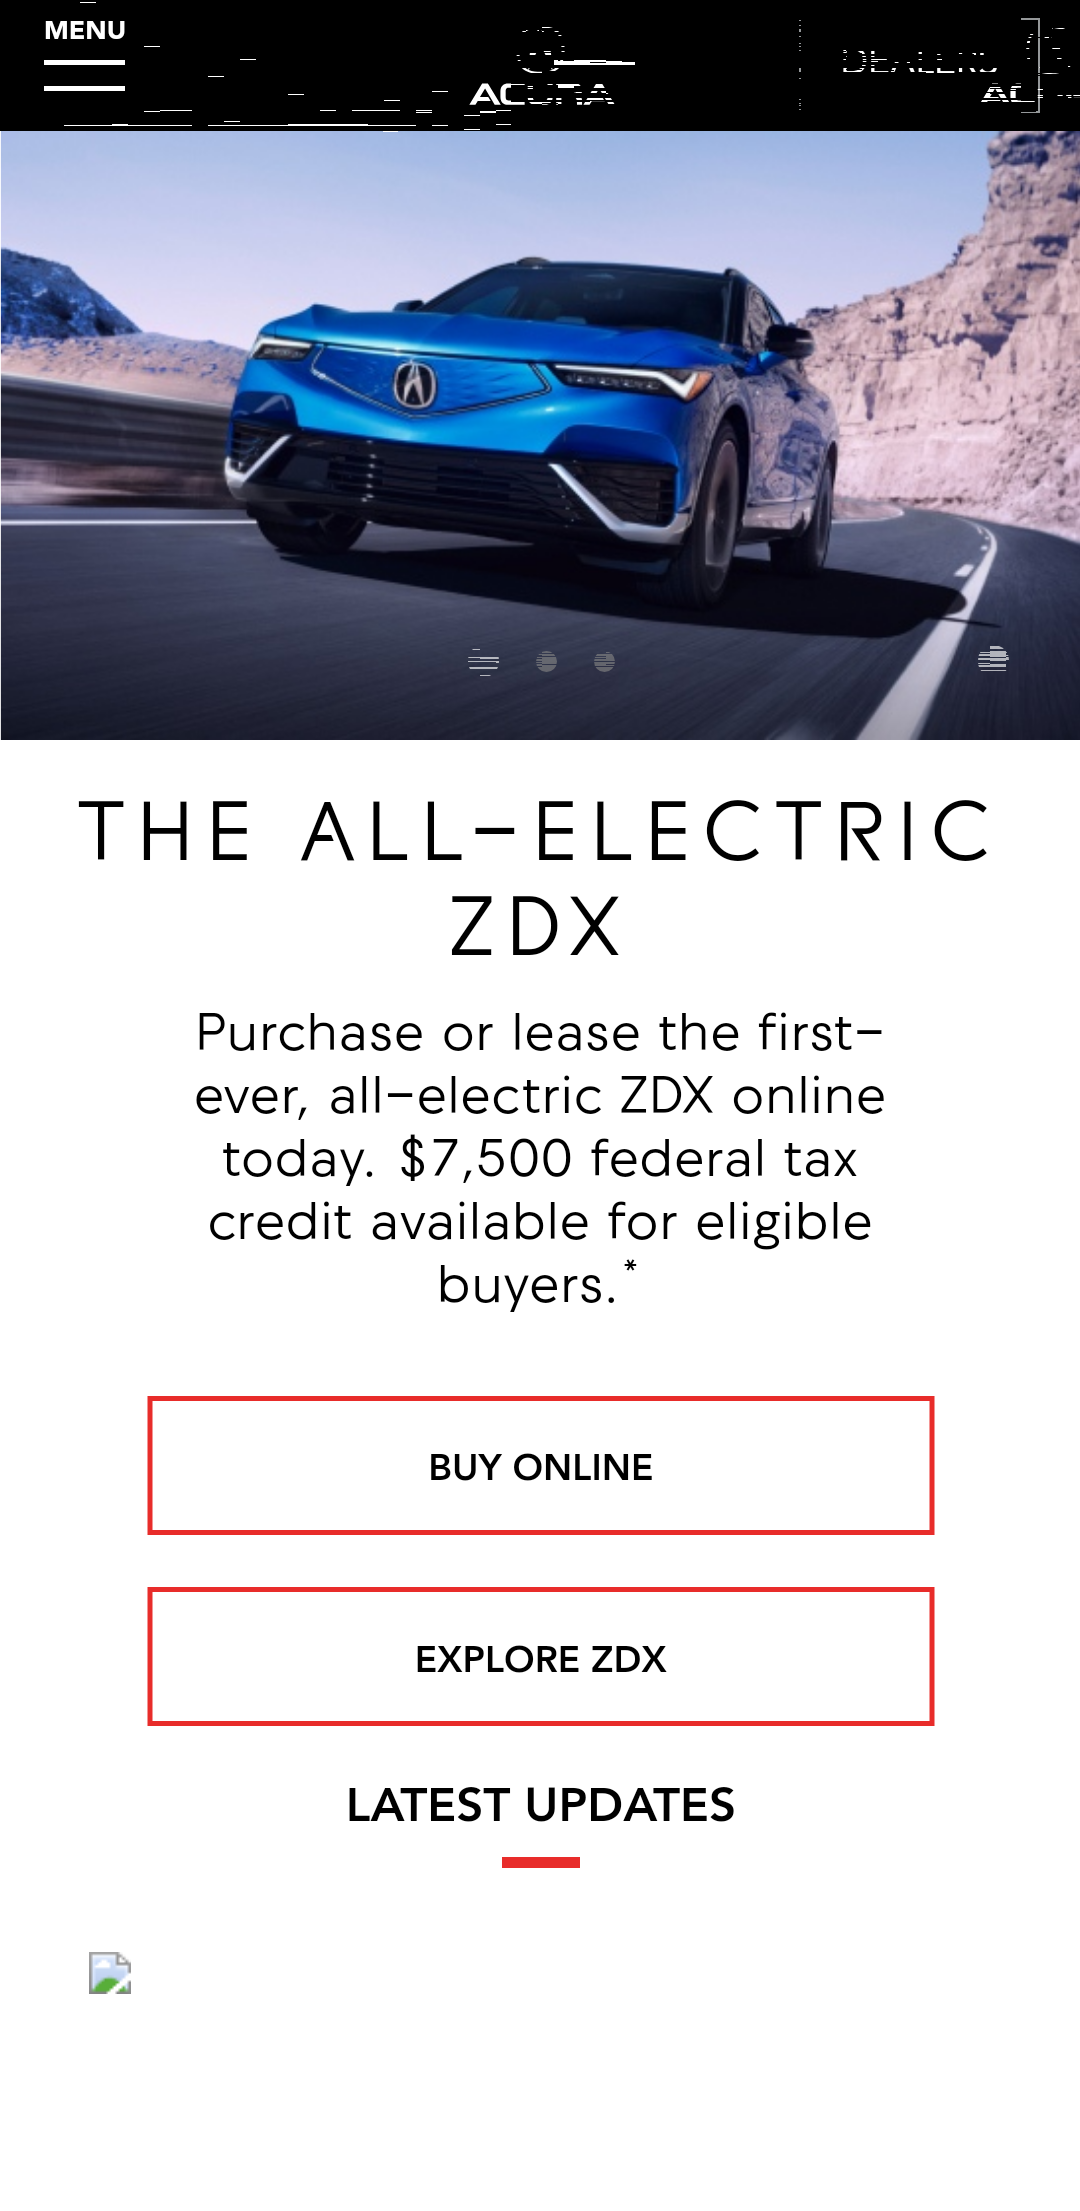 MENU
ACURA
DEALERS
THE ALL-ELECTRIC
ZDX
Purchase or lease the first-
ever, all-electric ZDX online
today. $7,500 federal tax
credit available for eligible
buyers.*
BUY ONLINE
EXPLORE ZDX
LATEST UPDATES